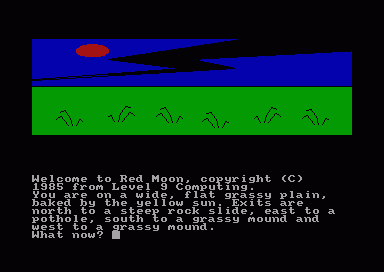 Welcome to Red Moon, copyright (C)
1985 from Level 9 Computing.
You are on a wide, flat grassy plain,
baked by the yellow sun. Exits are
north to a steep rock slide, east to a
pothole, south to a grassy mound and
west to a grassy mound.
What now?